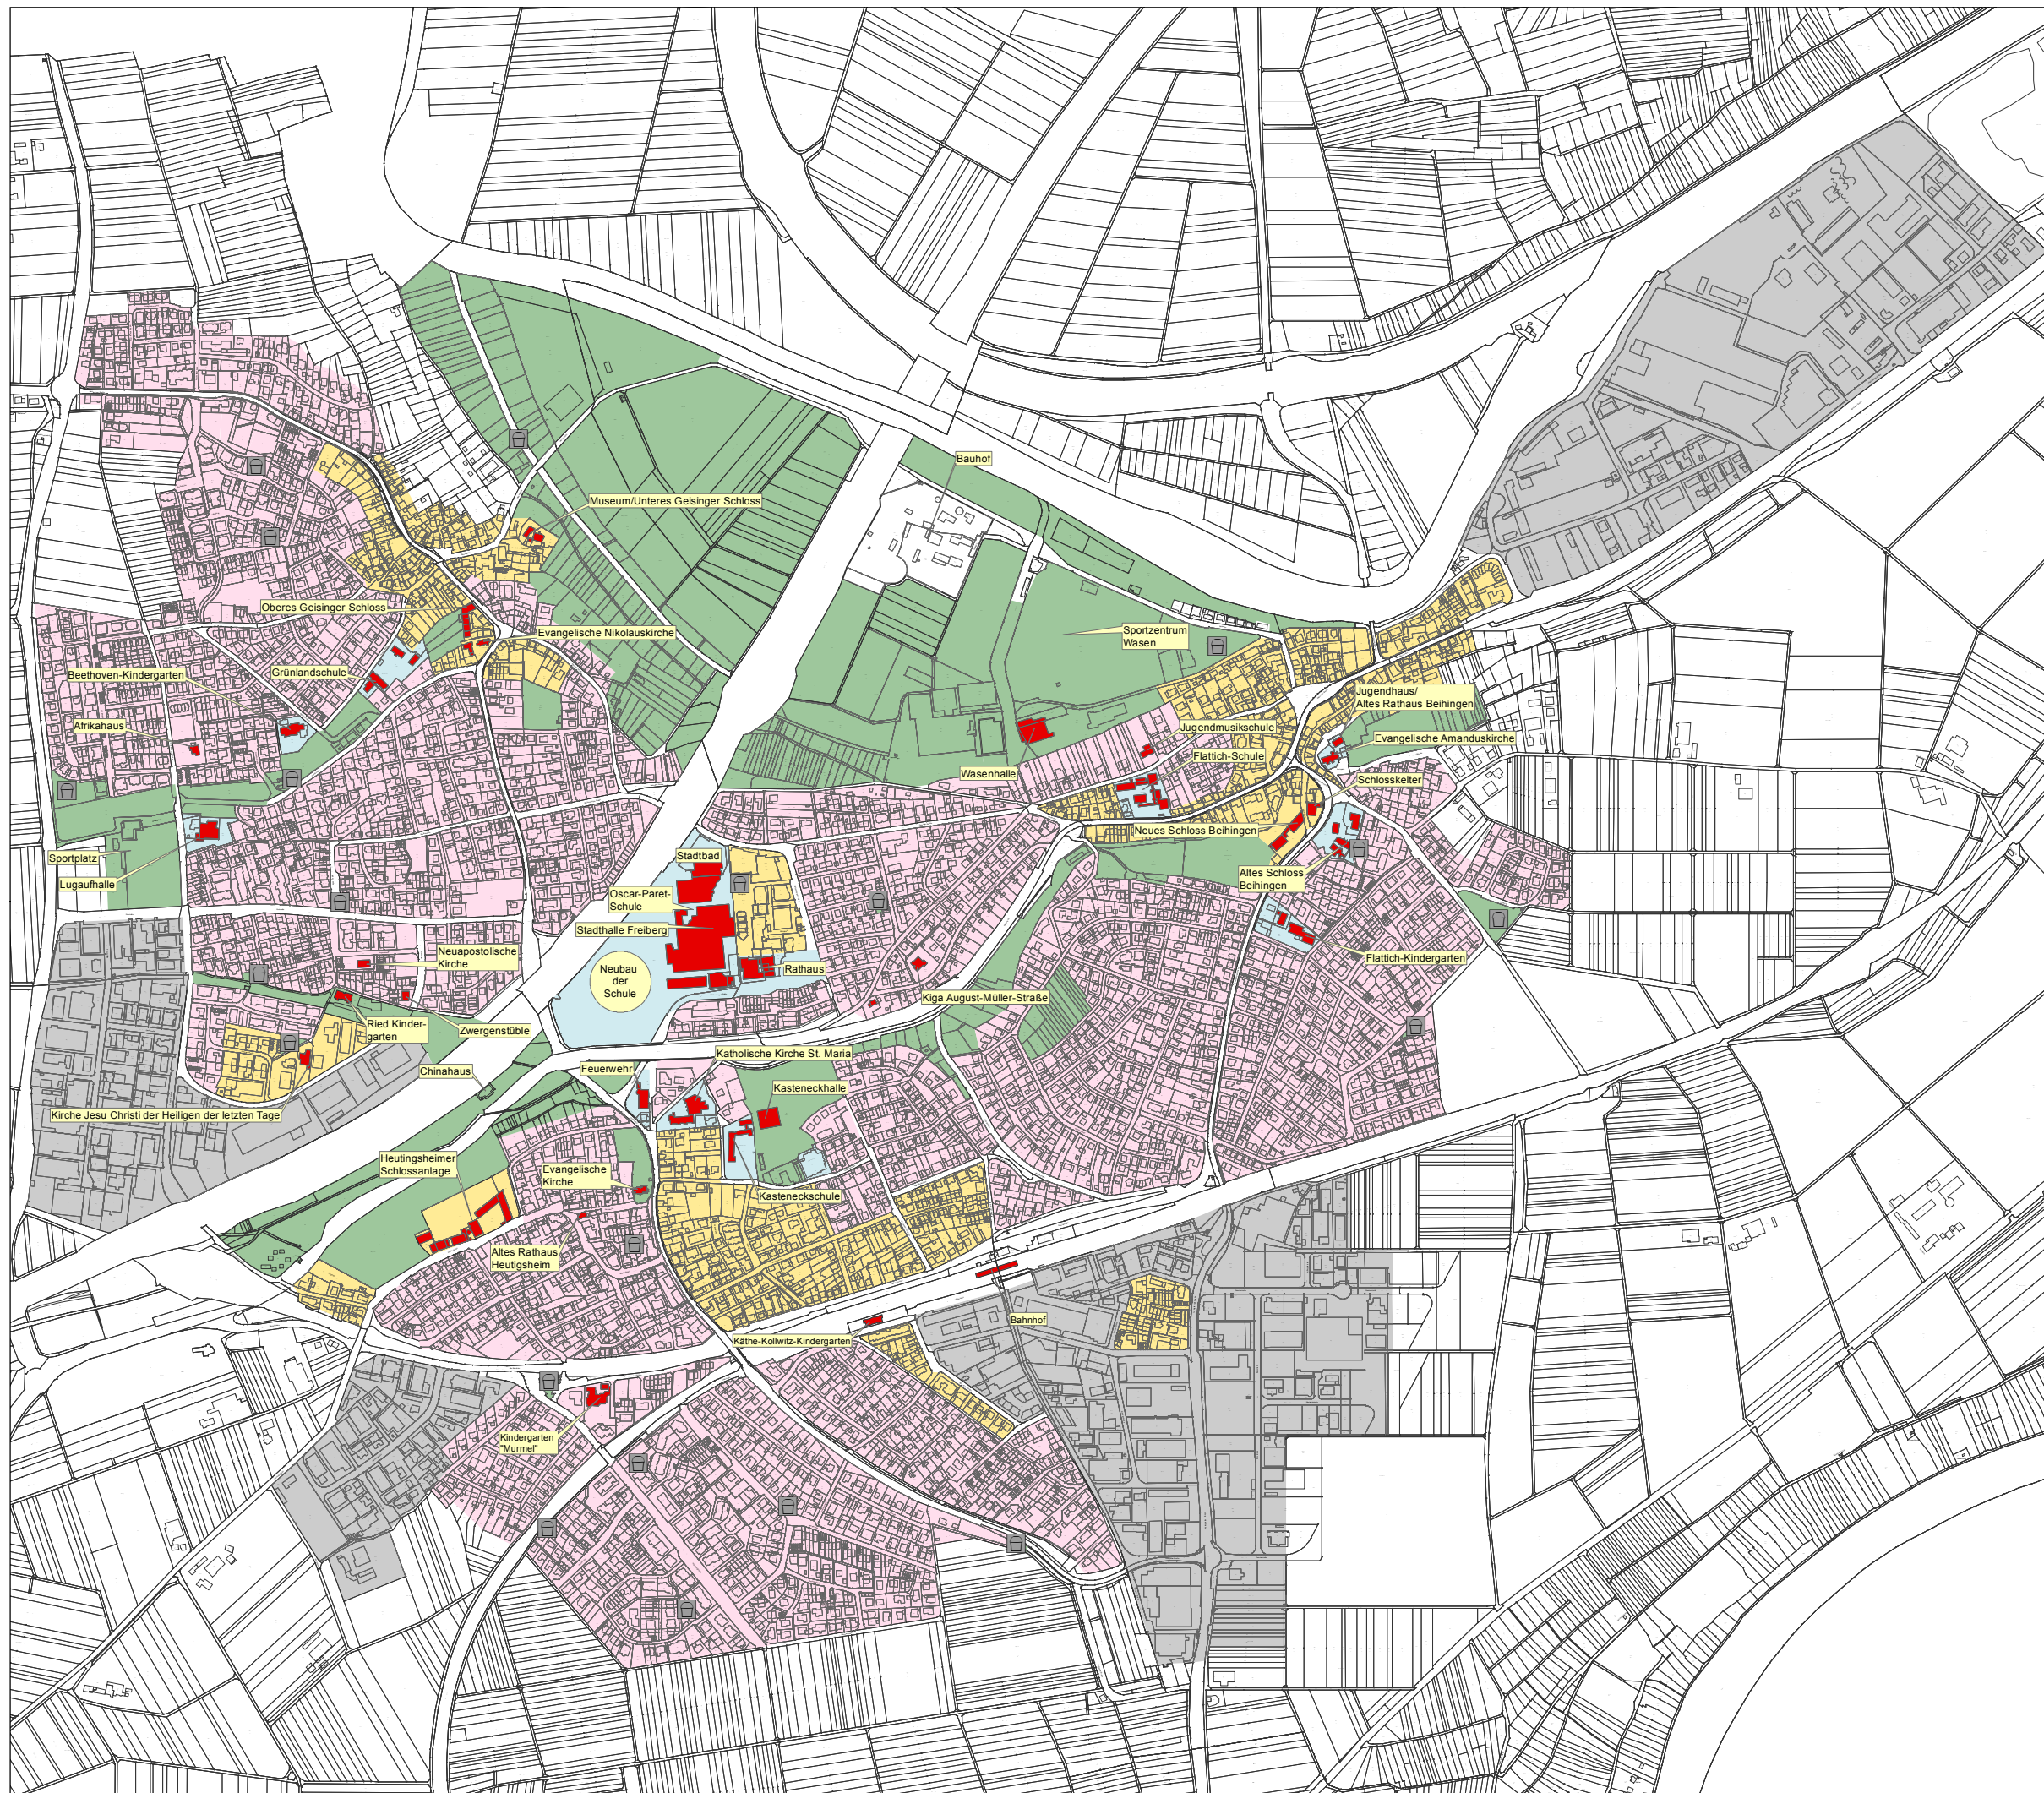 Bauhof
Museum/Unteres Geisinger Schloss
Oberes Geisinger Schloss
Evangelische Nikolauskirche
Sportzentrum
Wasen
Grünlandschule
Beethoven-Kindergarten
Jugendhaus/
Altes Rathaus Beihingen
Afrikahaus
Jugendmusikschule
Evangelische Amanduskirche
Flattich-Schule
Wasenhalle
Schlosskelter
Neues Schloss Beihingen
Sportplatz
Lugaufhalle
Stadtbad
Altes Schloss
Beihingen
Oscar-Paret-
Schule
Stadthalle Freiberg
Neuapostolische
Kirche
Flattich-Kindergarten
Neubau
der
Schule
Rathaus
Kiga August-Müller-Straße
Ried Kinder-
garten
Zwergenstüble
Katholische Kirche St. Maria
Feuerwehr
Chinahaus
Kasteneckhalle
Kirche Jesu Christi der Heiligen der letzten Tage
Heutingsheimer
Schlossanlage
Evangelische
Kirche
Kasteneckschule
Altes Rathaus
Heutigsheim
Bahnhof
Käthe-Kollwitz-Kindergarten
Kindergarten
"Murmel"